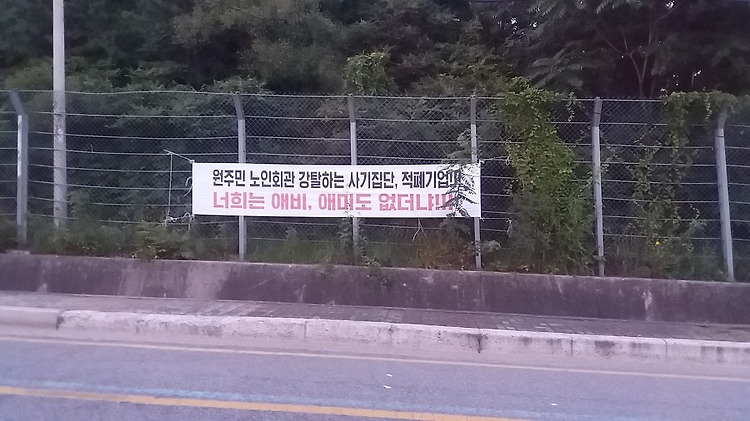 원주민 노인회관 강탈하는 사기집단, 적폐기업!!!
너희는 애비, 애미도 없더냐!!!